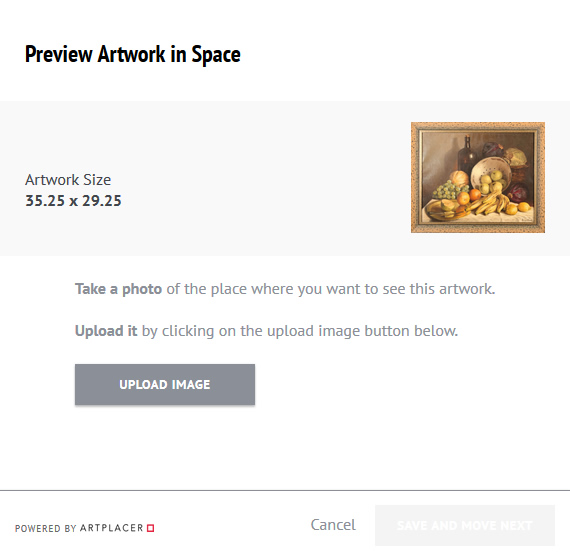 Preview Artwork in Space
Artwork Size
35.25 x 29.25
Take a photo of the place where you want to see this artwork.
Upload it by clicking on the upload image button below.
UPLOAD IMAGE
POWERED BY ARTPLACER
Cancel
SAVE AND MOVE NEXT